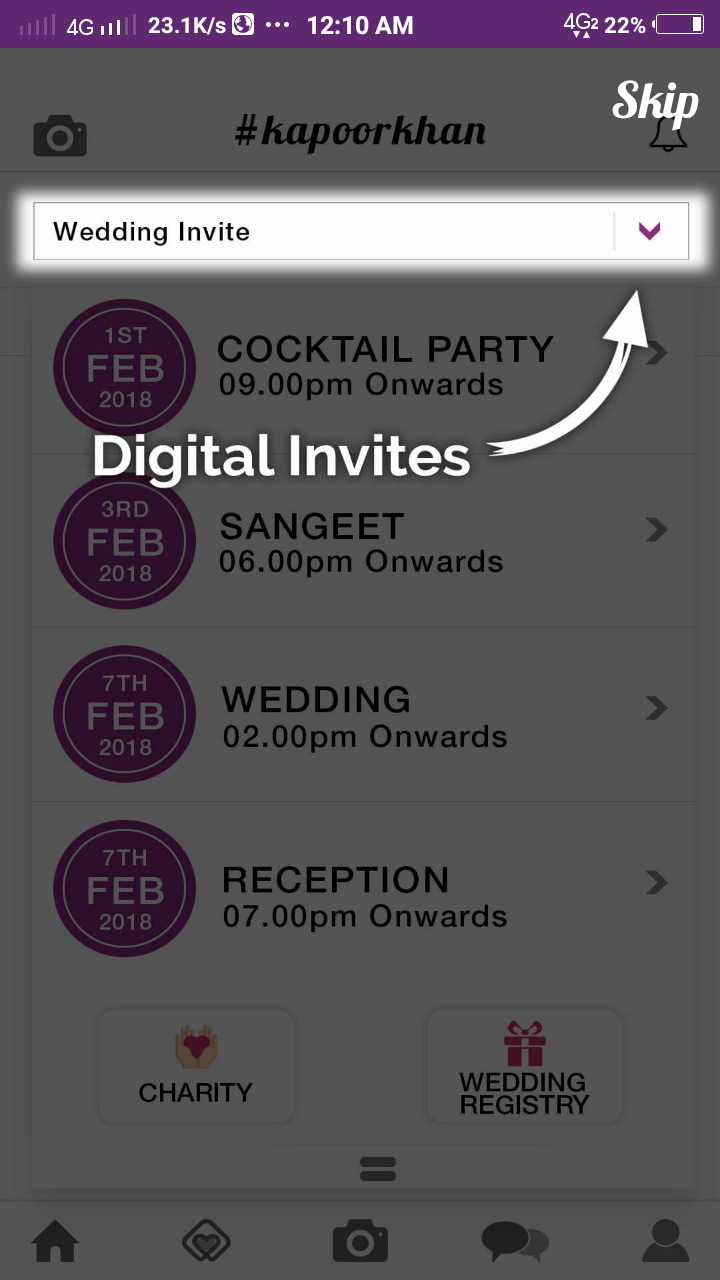 4G 23.1K/s ••• 12:10 AM 4G2 22%
Skip
#kapoorkhan
Wedding Invite
1ST
FEB
2018
COCKTAIL PARTY
09.00pm Onwards
Digital Invites
3RD
FEB
2018
SANGEET
06.00pm Onwards
7TH
FEB
2018
WEDDING
02.00pm Onwards
7TH
FEB
2018
RECEPTION
07.00pm Onwards
CHARITY
WEDDING
REGISTRY